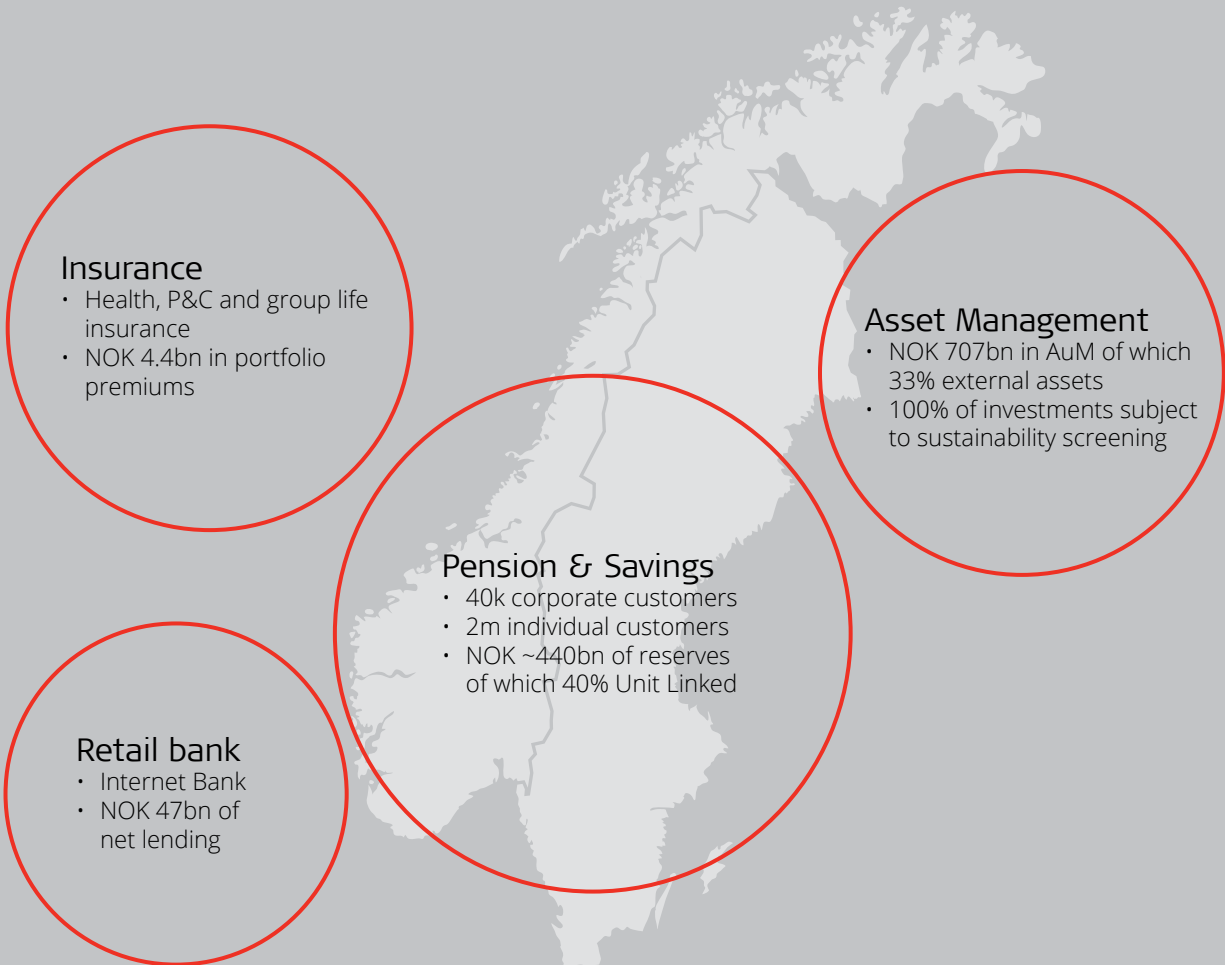 Insurance
• Health, P&C and group life
insurance
• NOK 4.4bn in portfolio
premiums
Asset Management
• NOK 707bn in AuM of which
33% external assets
• 100% of investments subject
to sustainability screening
Pension & Savings
• 40k corporate customers
• 2m individual customers
• NOK ~440bn of reserves
of which 40% Unit Linked
Retail bank
• Internet Bank
• NOK 47bn of
net lending